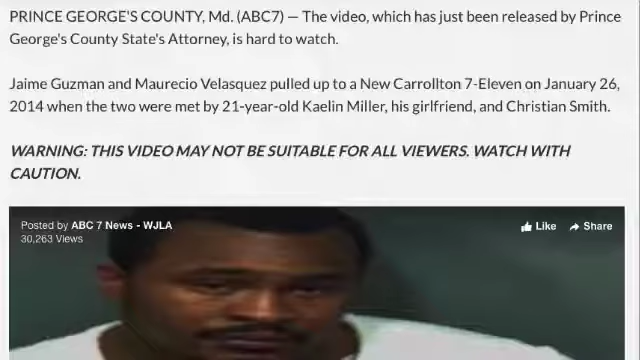 PRINCE GEORGE'S COUNTY, Md. (ABC7) — The video, which has just been released by Prince
George's County State's Attorney, is hard to watch.
Jaime Guzman and Maurecio Velasquez pulled up to a New Carrollton 7-Eleven on January 26,
2014 when the two were met by 21-year-old Kaelin Miller, his girlfriend, and Christian Smith.
WARNING: THIS VIDEO MAY NOT BE SUITABLE FOR ALL VIEWERS. WATCH WITH
CAUTION.
Posted by ABC 7 News - WJLA Like Share
30,263 Views